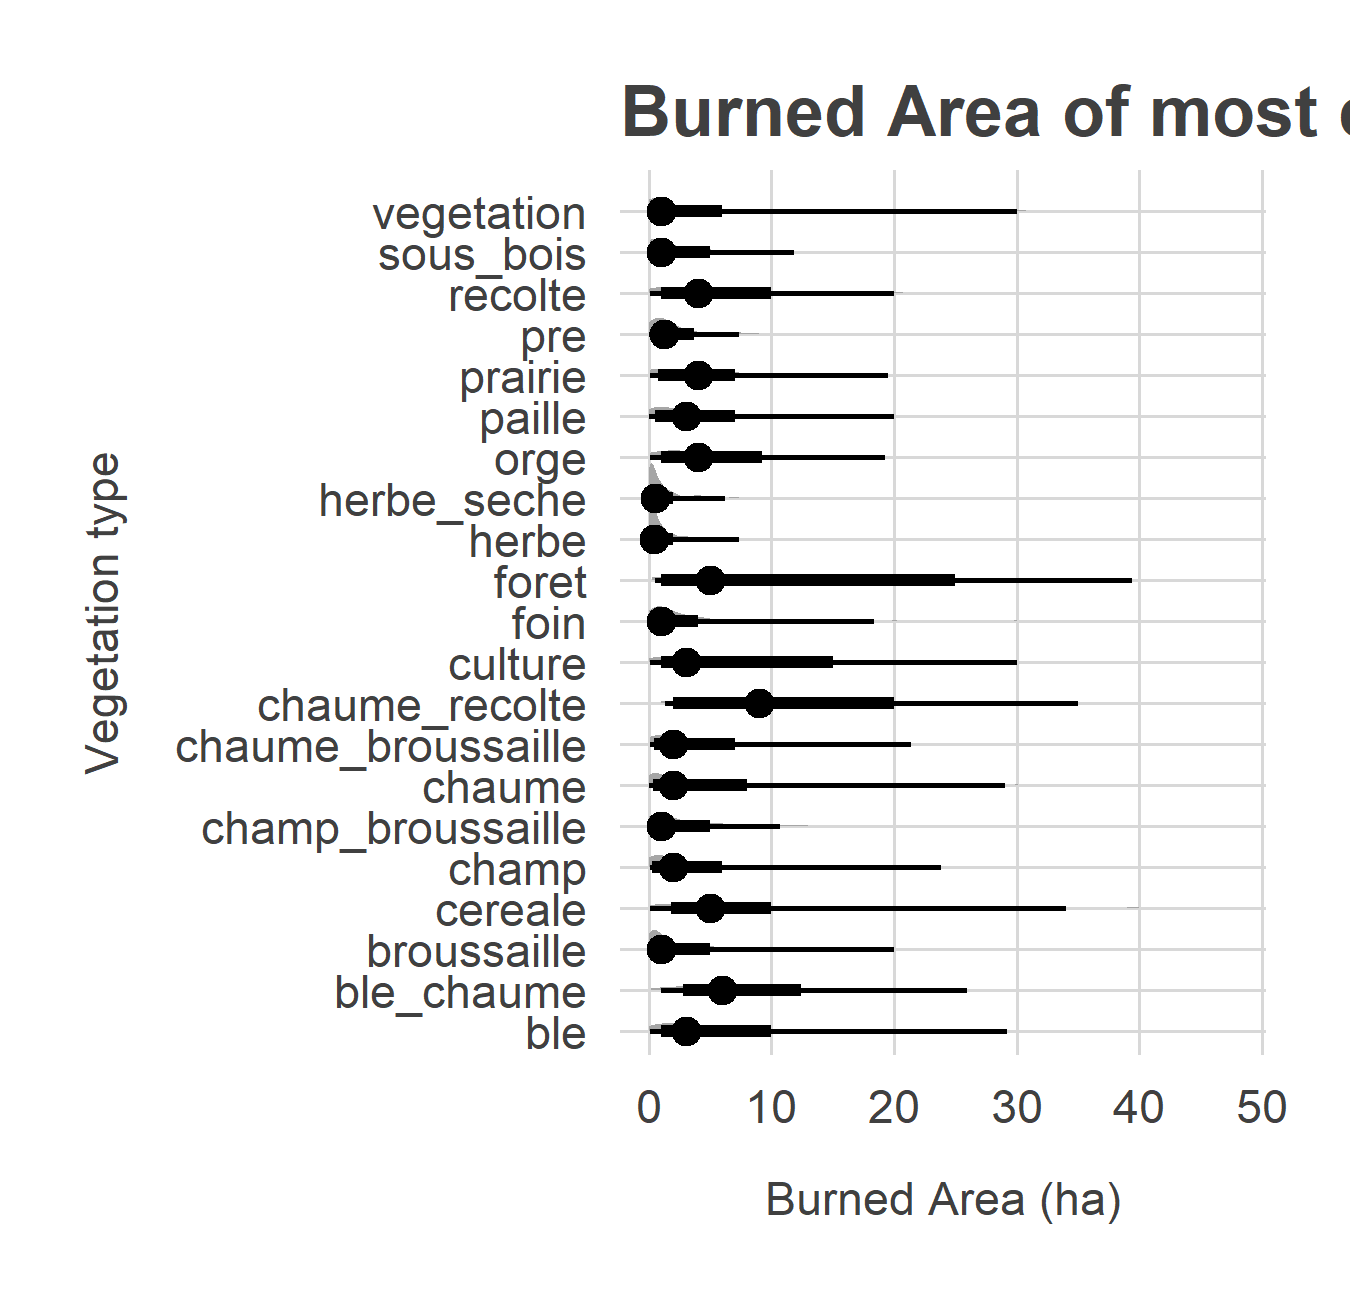 Burned Area of most
vegetation
sous_bois
recolte
pre
prairie
paille
orge
herbe_seche
herbe
foret
foin
culture
chaume_recolte
chaume_broussaille
chaume
champ_broussaille
champ
cereale
broussaille
ble_chaume
ble
Vegetation type
0 10 20 30 40 50
Burned Area (ha)